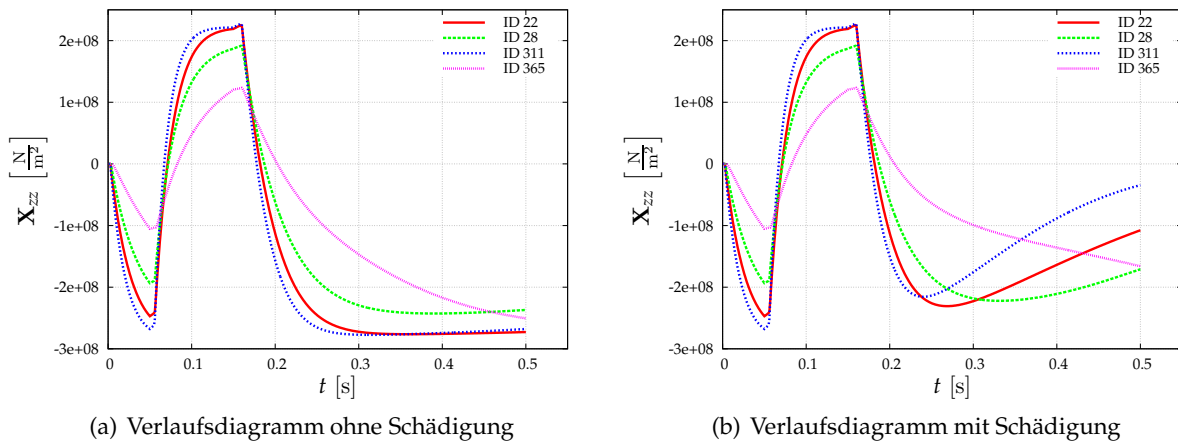 2e+08
1e+08
0
-1e+08
-2e+08
-3e+08
X_zz [N/m²]
0 0.1 0.2 0.3 0.4 0.5
t [s]
ID 22
ID 28
ID 311
ID 365
(a) Verlaufsdiagramm ohne Schädigung
2e+08
1e+08
0
-1e+08
-2e+08
-3e+08
X_zz [N/m²]
0 0.1 0.2 0.3 0.4 0.5
t [s]
ID 22
ID 28
ID 311
ID 365
(b) Verlaufsdiagramm mit Schädigung